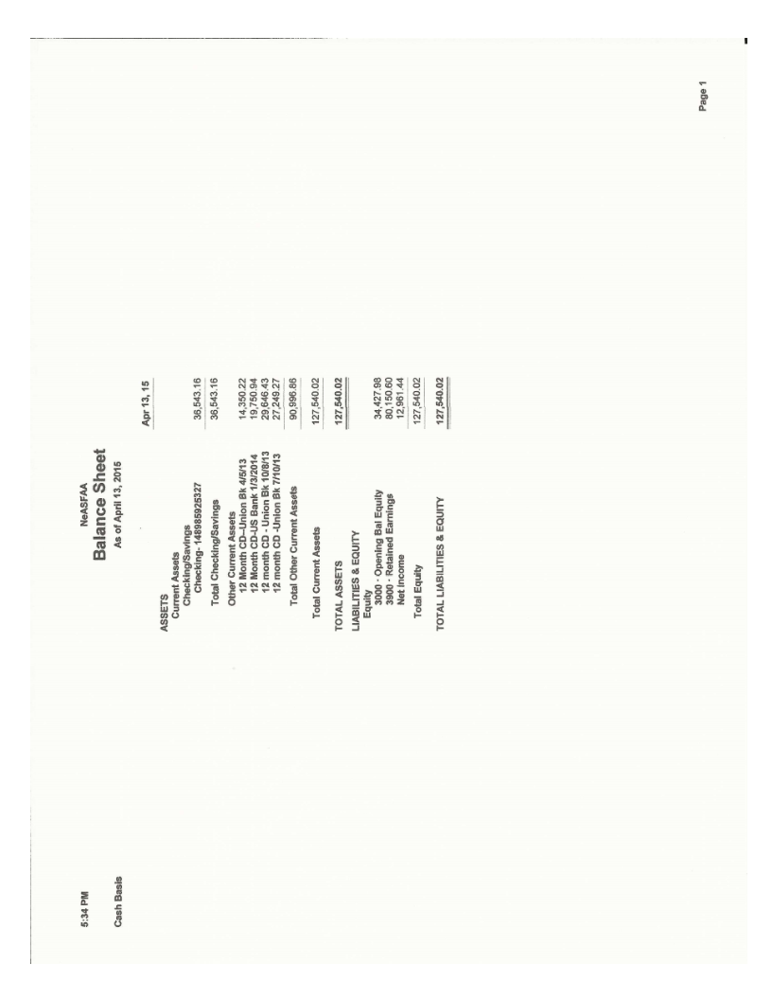 5:34 PM
Cash Basis
NeASFAA
Balance Sheet
As of April 13, 2015
Apr 13, 15
ASSETS
Current Assets
Checking/Savings
Checking- 148985925327 36,543.16
Total Checking/Savings 36,543.16
Other Current Assets
12 Month CD--Union Bk 4/5/13 14,350.22
12 Month CD-US Bank 1/3/2014 19,750.94
12 month CD - Union Bk 10/8/13 29,646.43
12 month CD -Union Bk 7/10/13 27,249.27
Total Other Current Assets 90,996.86
Total Current Assets 127,540.02
TOTAL ASSETS 127,540.02
LIABILITIES & EQUITY
Equity
3000 · Opening Bal Equity 34,427.98
3900 · Retained Earnings 80,150.60
Net Income 12,961.44
Total Equity 127,540.02
TOTAL LIABILITIES & EQUITY 127,540.02
Page 1